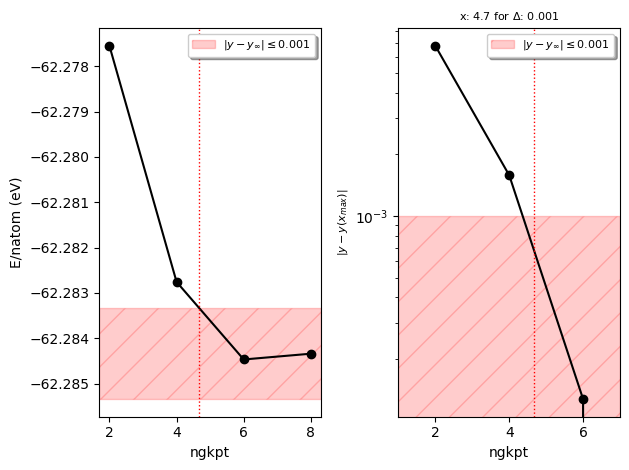 x: 4.7 for Δ: 0.001
|y − y∞| ≤ 0.001
|y − y∞| ≤ 0.001
E/natom (eV)
−62.278
−62.279
−62.280
−62.281
−62.282
−62.283
−62.284
−62.285
2 4 6 8
ngkpt
|y − y(xmax)|
10−3
2 4 6
ngkpt